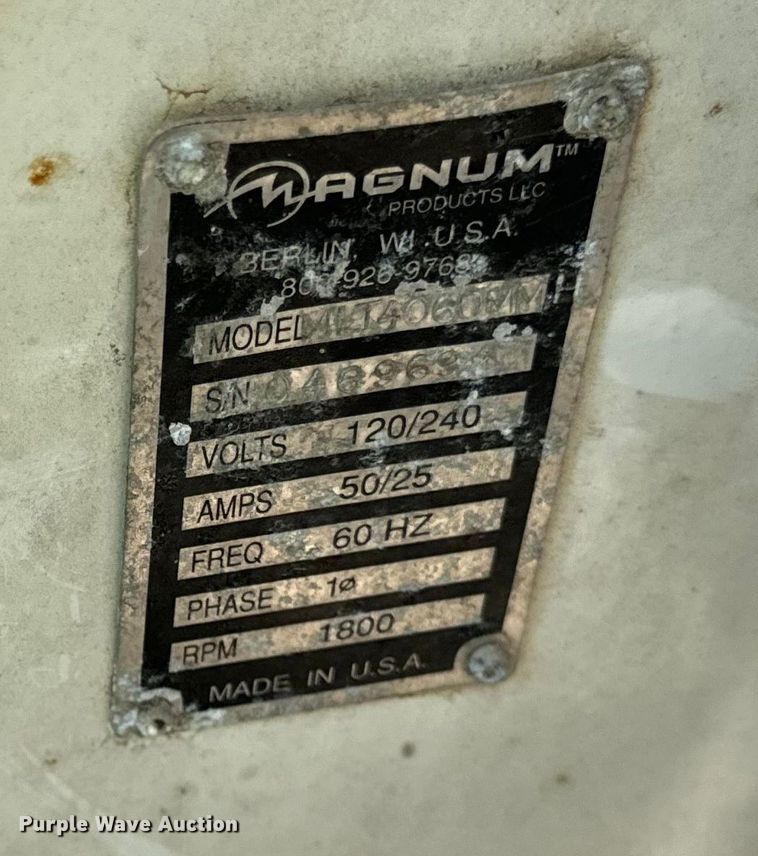 MAGNUM™
PRODUCTS LLC
BERLIN, WI. U.S.A.
MODEL ML14060MMH
S/N
VOLTS 120/240
AMPS 50/25
FREQ 60 HZ
PHASE 1ø
RPM 1800
MADE IN U.S.A.
Purple Wave Auction